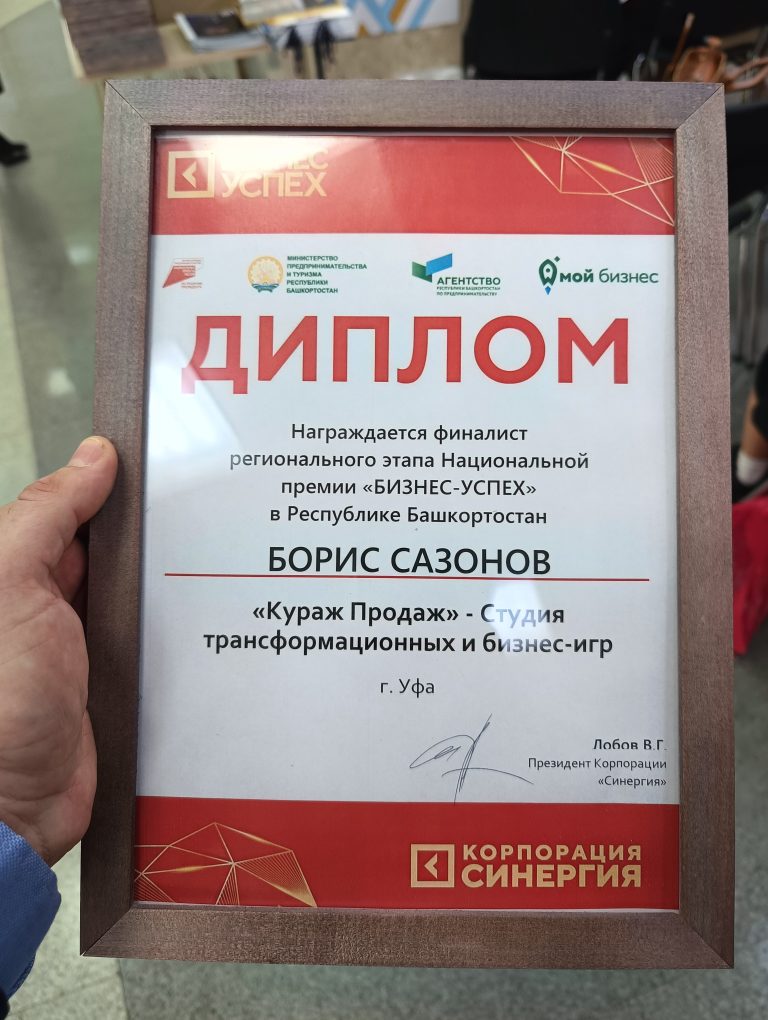 УСПЕХ
МИНИСТЕРСТВО
ПРЕДПРИНИМАТЕЛЬСТВА
И ТУРИЗМА
РЕСПУБЛИКИ
БАШКОРТОСТАН
АГЕНТСТВО
РЕСПУБЛИКИ БАШКОРТОСТАН
ПО ПРЕДПРИНИМАТЕЛЬСТВУ
мой бизнес
ДИПЛОМ
Награждается финалист
регионального этапа Национальной
премии «БИЗНЕС-УСПЕХ»
в Республике Башкортостан
БОРИС САЗОНОВ
«Кураж Продаж» - Студия
трансформационных и бизнес-игр
г. Уфа
Лобов В.Г.
Президент Корпорации
«Синергия»
КОРПОРАЦИЯ
СИНЕРГИЯ